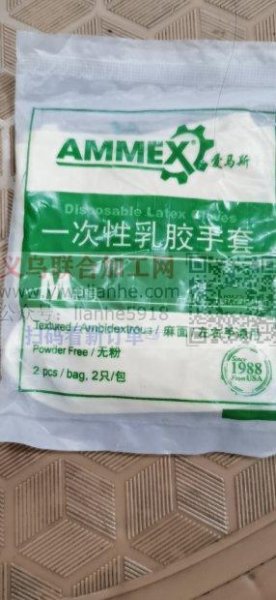 AMMEX® 爱马斯
Disposable Latex Gloves
一次性乳胶手套
义乌联合加工网
M
www.lianhe.com
公众号：lianhe5918
Textured / Ambidextrous / 麻面 / 左右手通用
扫码看新订单
Powder Free / 无粉
2 pcs / bag, 2只/包
Since
1988
From USA